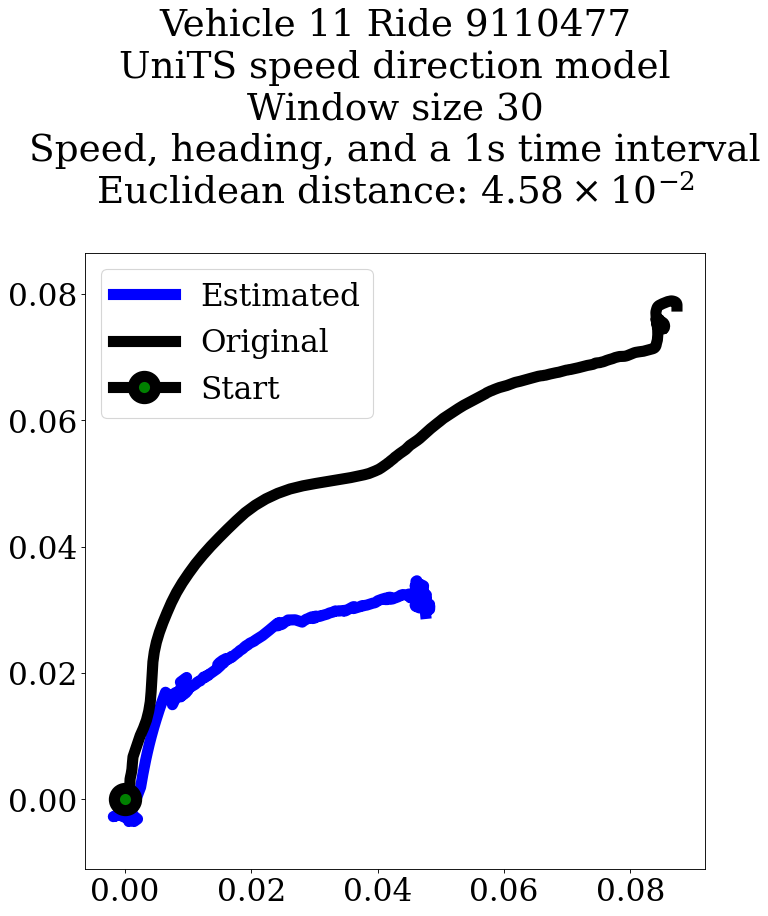 Vehicle 11 Ride 9110477
UniTS speed direction model
Window size 30
Speed, heading, and a 1s time interval
Euclidean distance: 4.58 × 10⁻²
Estimated
Original
Start
0.08
0.06
0.04
0.02
0.00
0.00 0.02 0.04 0.06 0.08